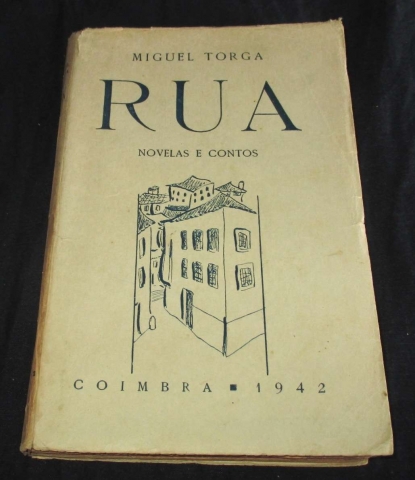 MIGUEL TORGA
RUA
NOVELAS E CONTOS
COIMBRA ▪ 1942